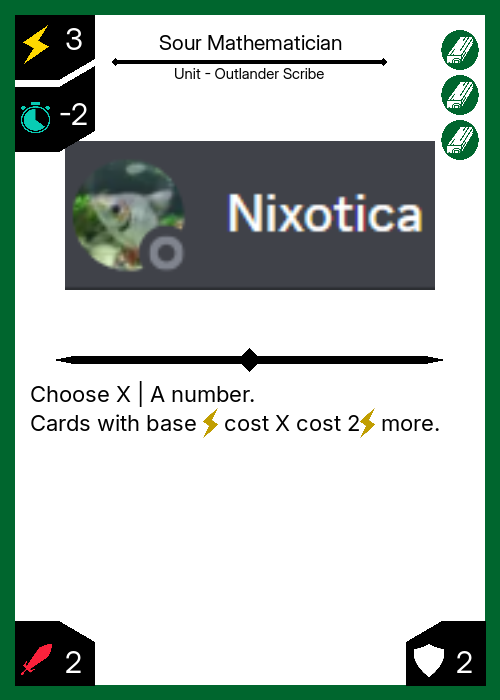 3
Sour Mathematician
Unit - Outlander Scribe
-2
Nixotica
Choose X | A number.
Cards with base cost X cost 2 more.
2
2